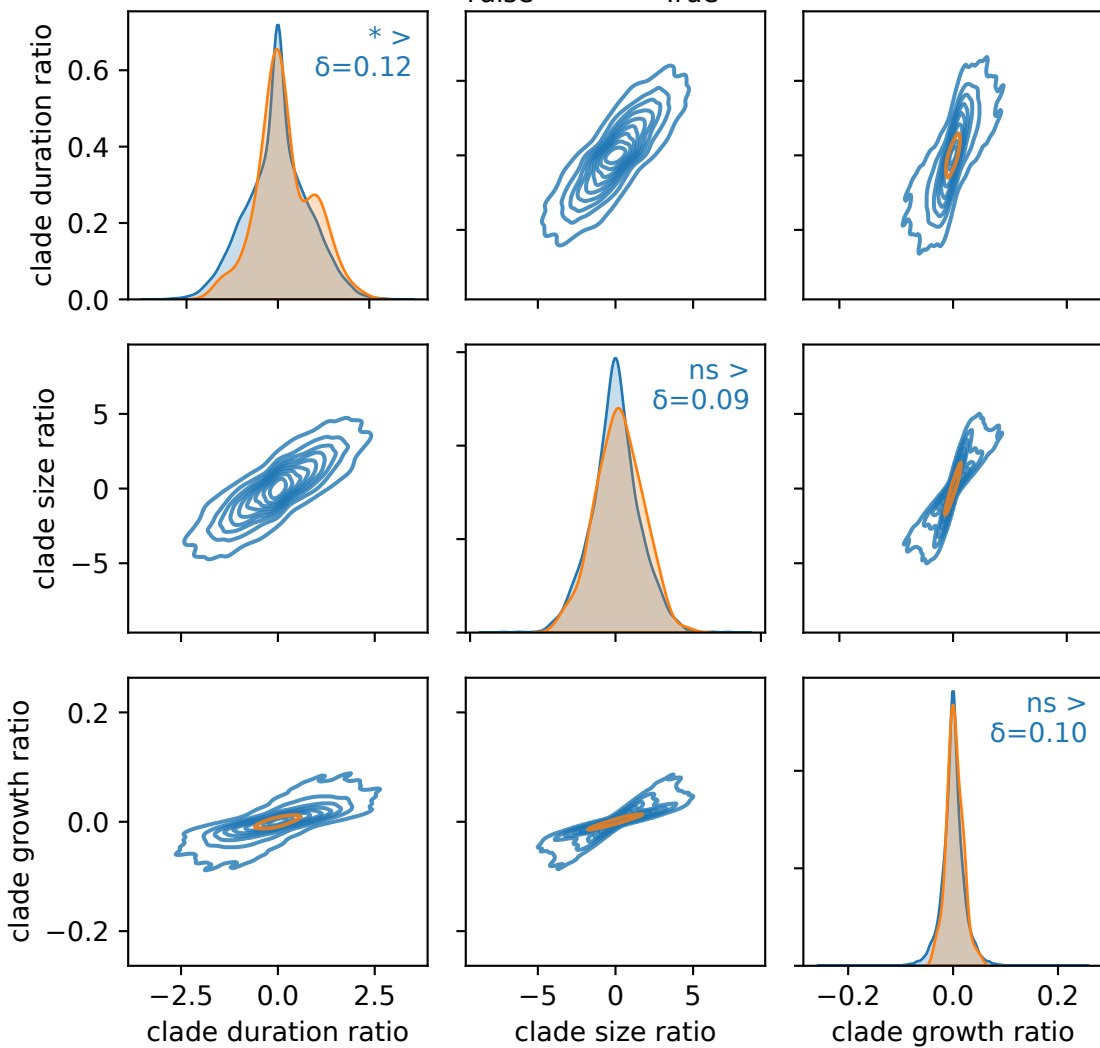 clade duration ratio
0.6
0.4
0.2
0.0
* >
δ=0.12
clade size ratio
5
0
−5
ns >
δ=0.09
clade growth ratio
0.2
0.0
−0.2
ns >
δ=0.10
−2.5 0.0 2.5
−5 0 5
−0.2 0.0 0.2
clade duration ratio
clade size ratio
clade growth ratio